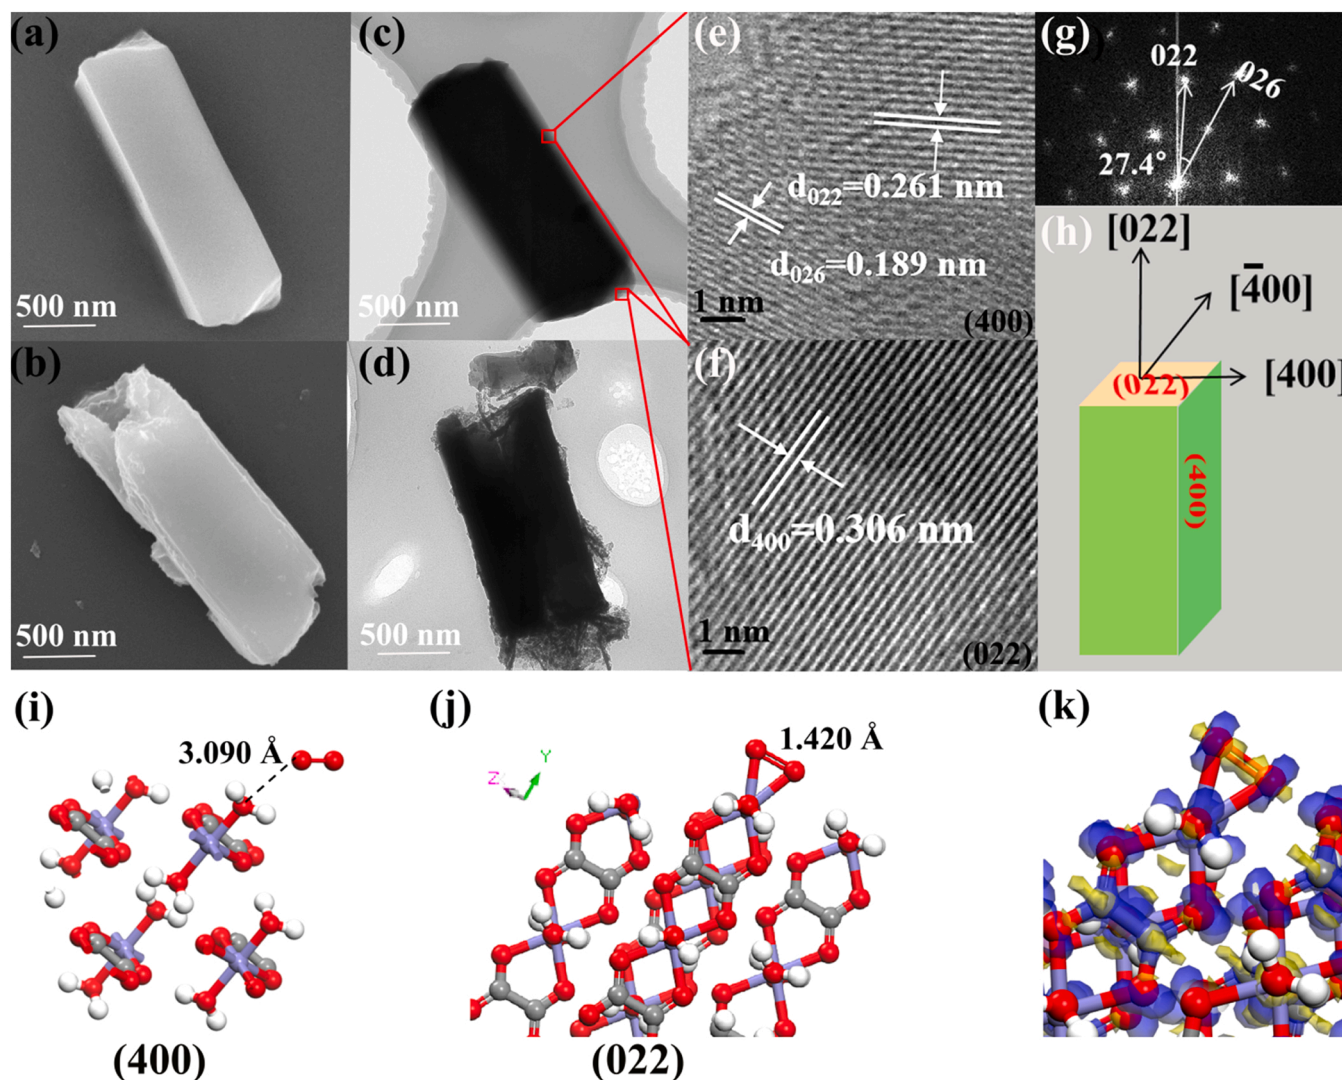 (a)
500 nm
(b)
500 nm
(c)
500 nm
(d)
500 nm
(e)
d022=0.261 nm
d026=0.189 nm
1 nm
(400)
(f)
d400=0.306 nm
1 nm
(022)
(g)
022
026
27.4°
(h)
[022]
[4̄00]
[400]
(022)
(400)
(i)
3.090 Å
(400)
(j)
Z
Y
1.420 Å
(022)
(k)